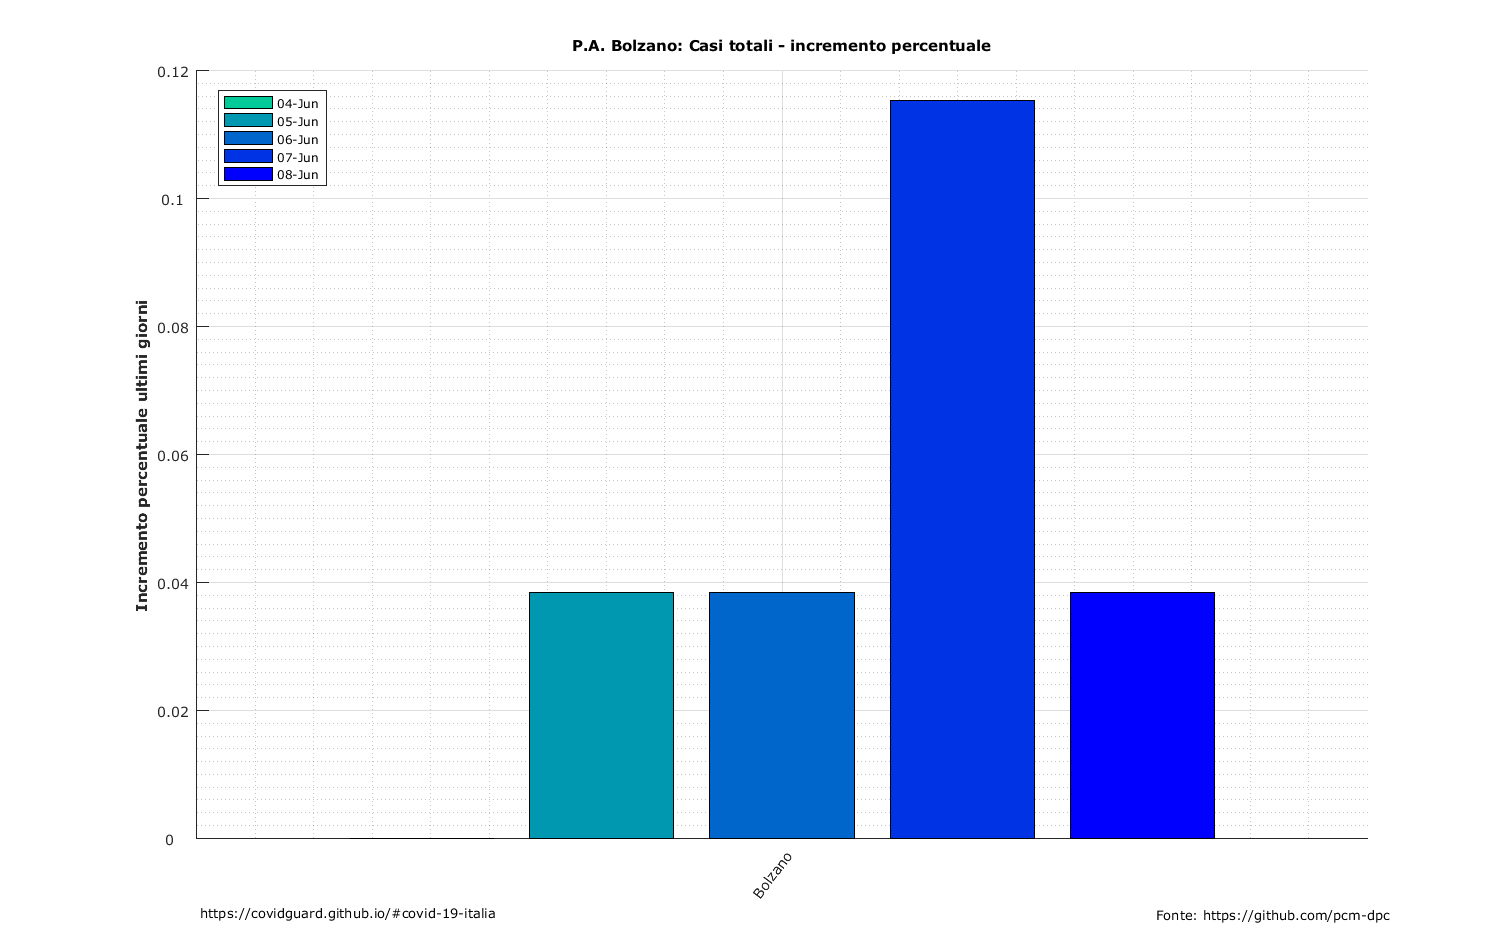 P.A. Bolzano: Casi totali - incremento percentuale
Incremento percentuale ultimi giorni
0.12
0.1
0.08
0.06
0.04
0.02
0
04-Jun
05-Jun
06-Jun
07-Jun
08-Jun
Bolzano
https://covidguard.github.io/#covid-19-italia
Fonte: https://github.com/pcm-dpc